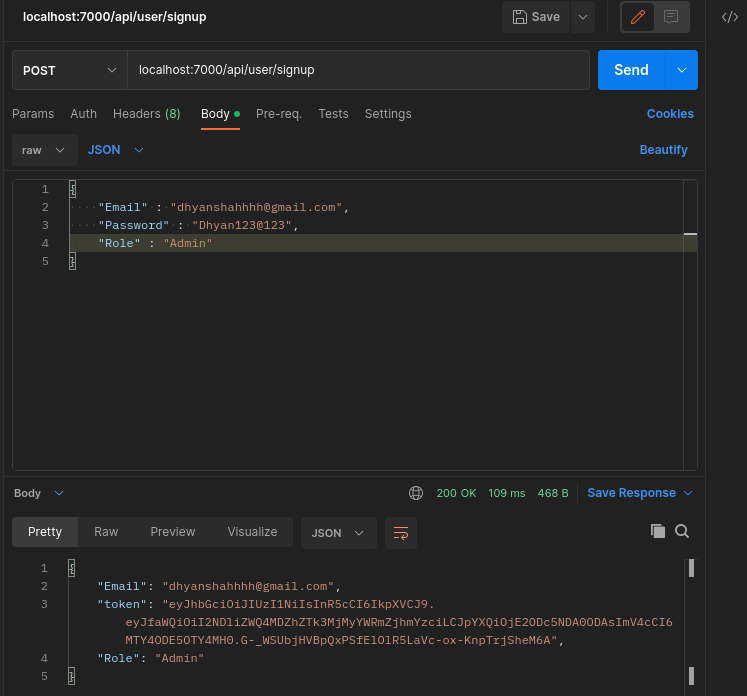 localhost:7000/api/user/signup
Save
POST
localhost:7000/api/user/signup
Send
Params Auth Headers (8) Body Pre-req. Tests Settings Cookies
raw JSON Beautify
1 {
2 "Email" : "dhyanshahhhh@gmail.com",
3 "Password" : "Dhyan123@123",
4 "Role" : "Admin"
5 }
Body 200 OK 109 ms 468 B Save Response
Pretty Raw Preview Visualize JSON
1 {
2 "Email": "dhyanshahhhh@gmail.com",
3 "token": "eyJhbGciOiJIUzI1NiIsInR5cCI6IkpXVCJ9.
eyJfaWQiOiI2NDliZWQ4MDZhZTk3MjMyYWRmZjhmYzciLCJpYXQiOjE2ODc5NDA0ODAsImV4cCI6
MTY4ODE5OTY4MH0.G-_WSUbjHVBpQxPSfElOlR5LaVc-ox-KnpTrjSheM6A",
4 "Role": "Admin"
5 }